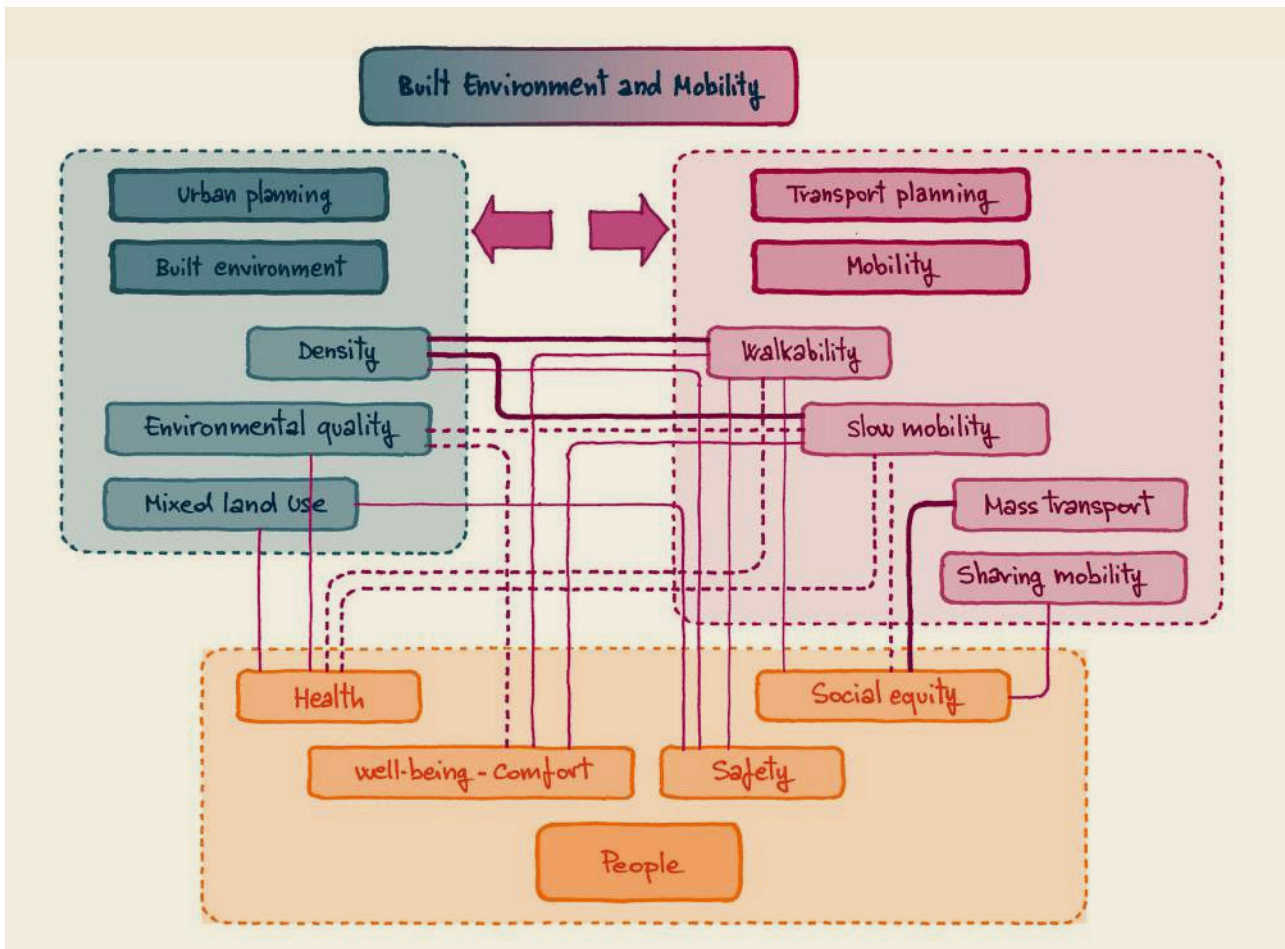 Built Environment and Mobility
Urban planning
Built environment
Density
Environmental quality
Mixed land use
Transport planning
Mobility
Walkability
Slow mobility
Mass transport
Sharing mobility
Health
Social equity
well-being - comfort
Safety
People